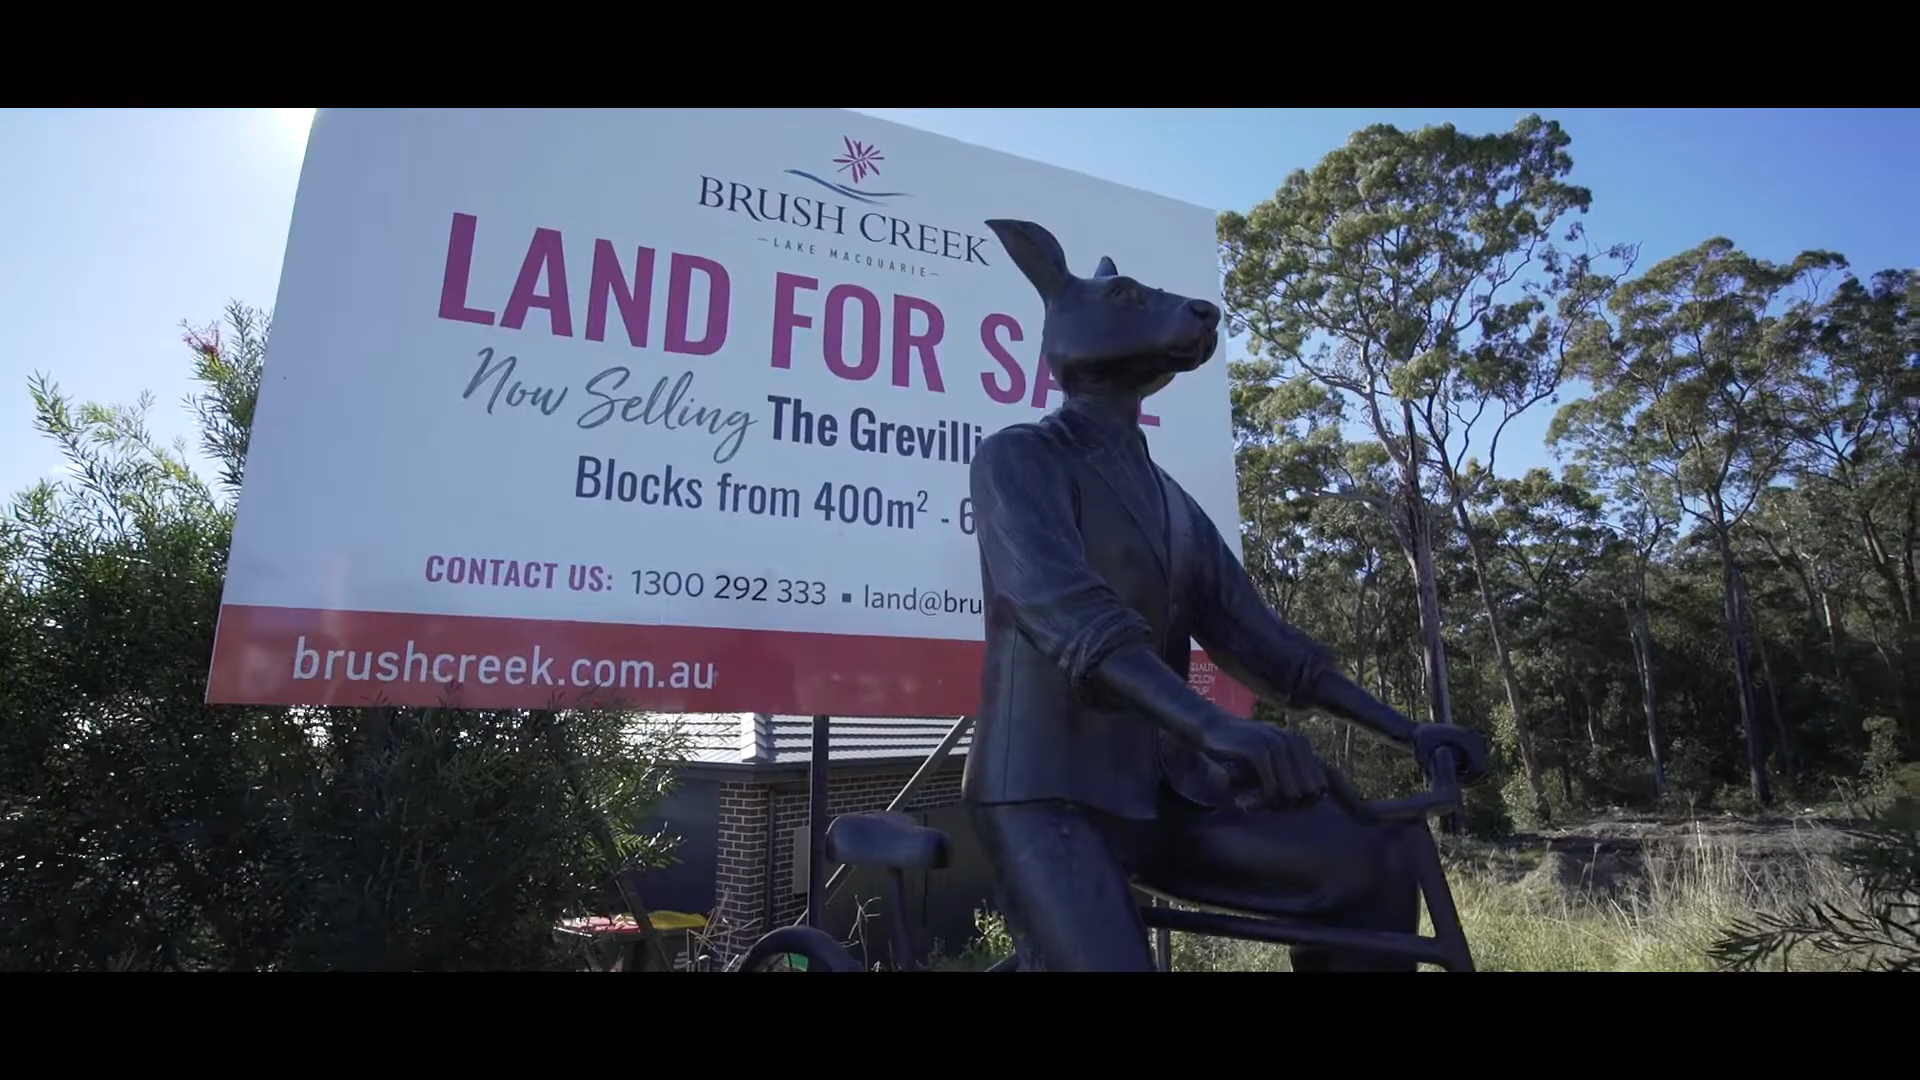 BRUSH CREEK
—LAKE MACQUARIE—
LAND FOR SALE
Now Selling The Grevilli
Blocks from 400m² - 6
CONTACT US: 1300 292 333 ▪ land@bru
brushcreek.com.au